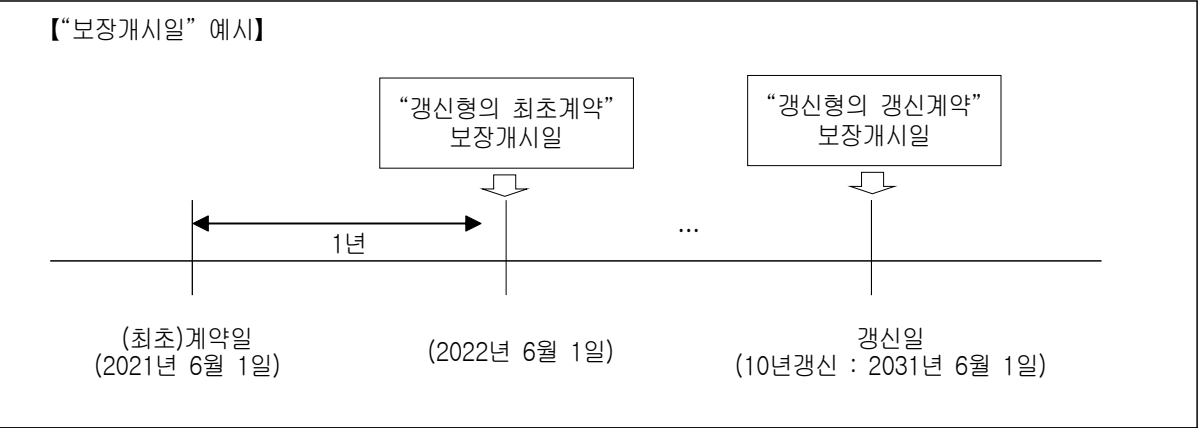 【“보장개시일” 예시】
“갱신형의 최초계약”
보장개시일
“갱신형의 갱신계약”
보장개시일
1년
...
(최초)계약일
(2021년 6월 1일)
(2022년 6월 1일)
갱신일
(10년갱신 : 2031년 6월 1일)